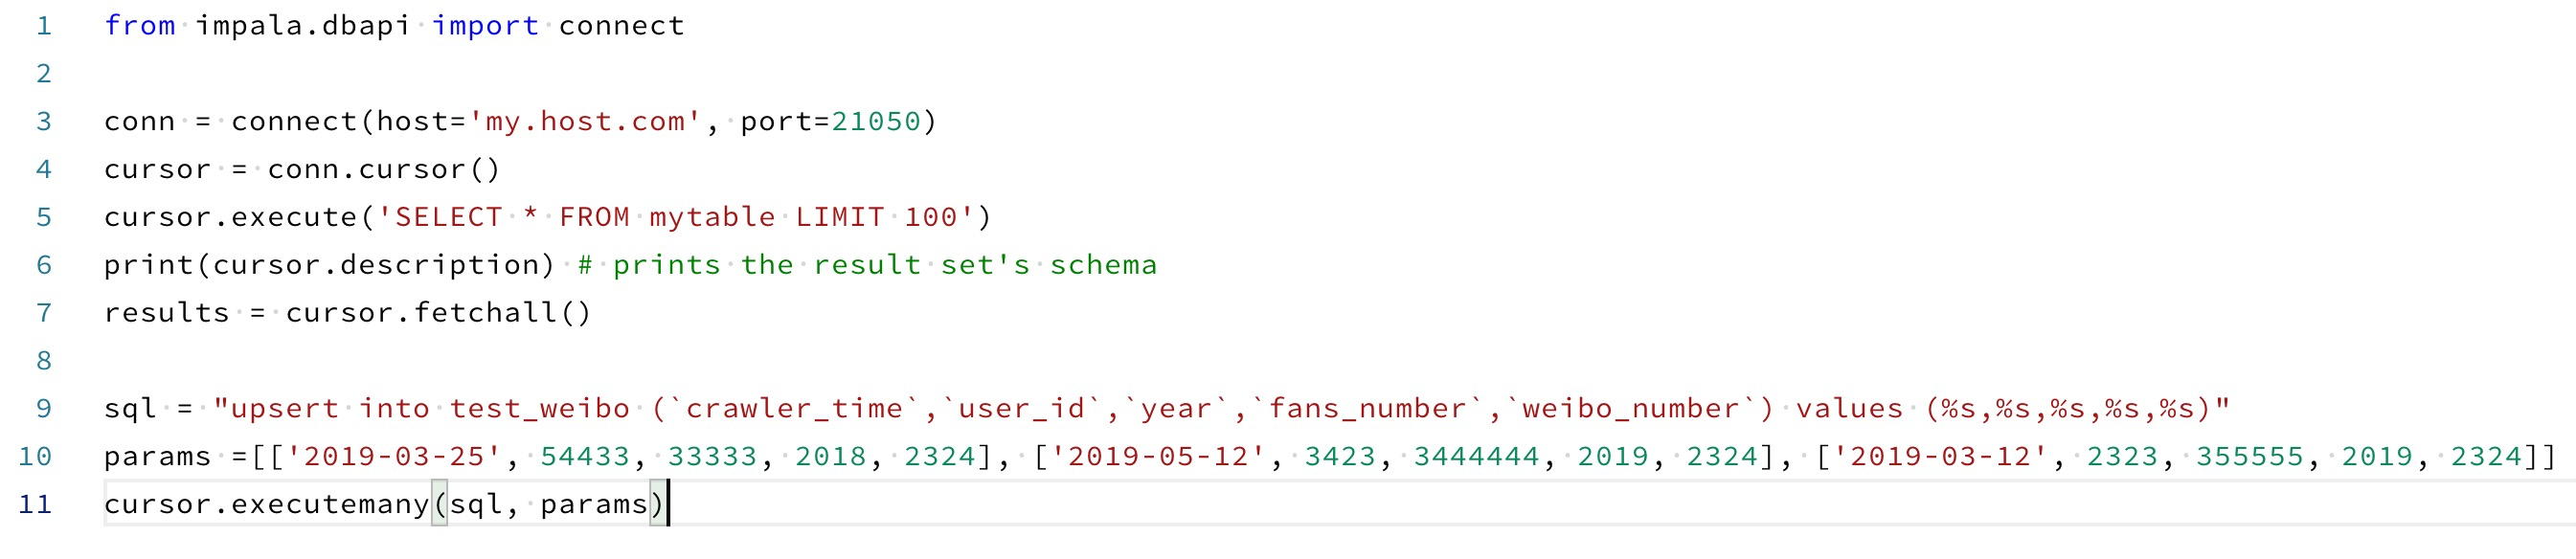 1 from impala.dbapi import connect
2
3 conn = connect(host='my.host.com', port=21050)
4 cursor = conn.cursor()
5 cursor.execute('SELECT * FROM mytable LIMIT 100')
6 print(cursor.description) # prints the result set's schema
7 results = cursor.fetchall()
8
9 sql = "upsert into test_weibo (`crawler_time`,`user_id`,`year`,`fans_number`,`weibo_number`) values (%s,%s,%s,%s,%s)"
10 params =[['2019-03-25', 54433, 33333, 2018, 2324], ['2019-05-12', 3423, 3444444, 2019, 2324], ['2019-03-12', 2323, 355555, 2019, 2324]]
11 cursor.executemany(sql, params)